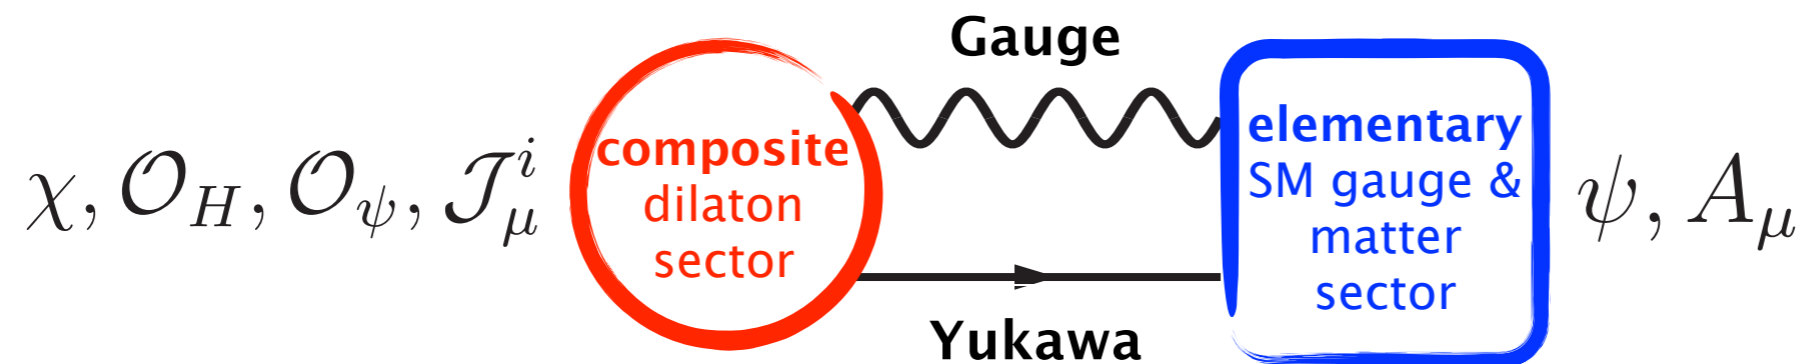 Gauge
χ, 𝒪_H, 𝒪_ψ, 𝒥^i_μ
composite
dilaton
sector
elementary
SM gauge &
matter
sector
ψ, A_μ
Yukawa